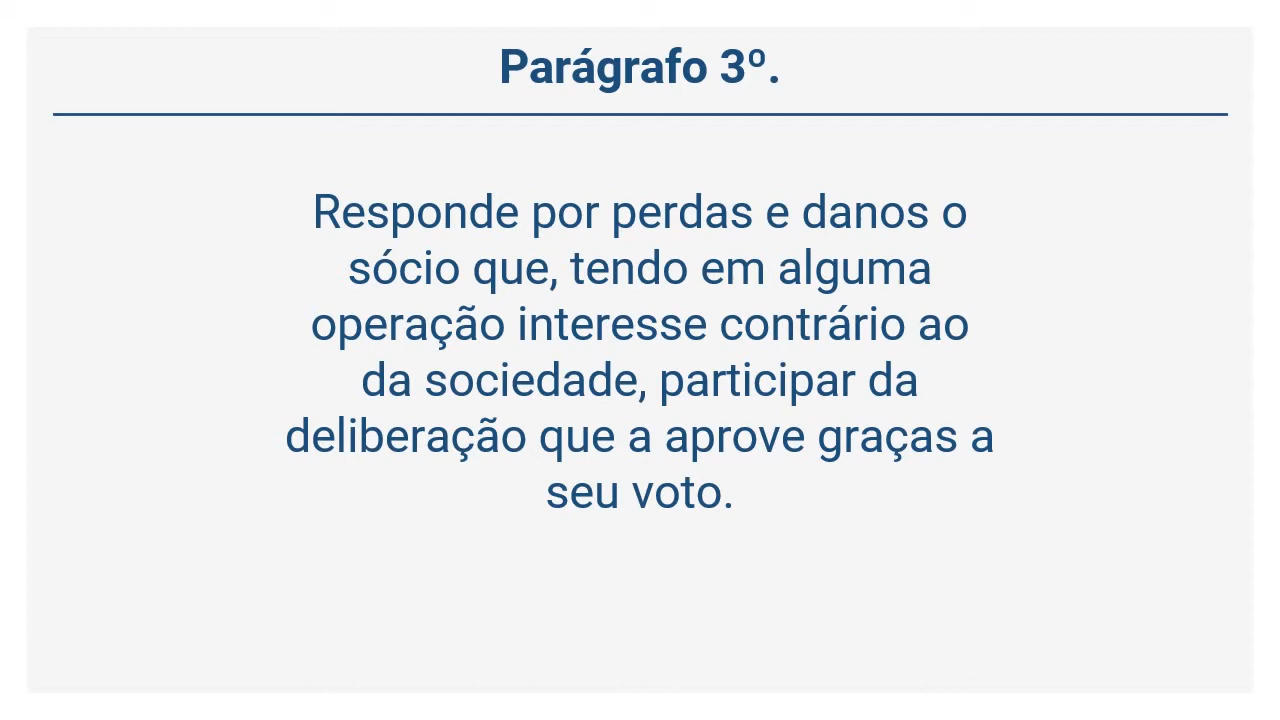 Parágrafo 3º.
Responde por perdas e danos o
sócio que, tendo em alguma
operação interesse contrário ao
da sociedade, participar da
deliberação que a aprove graças a
seu voto.